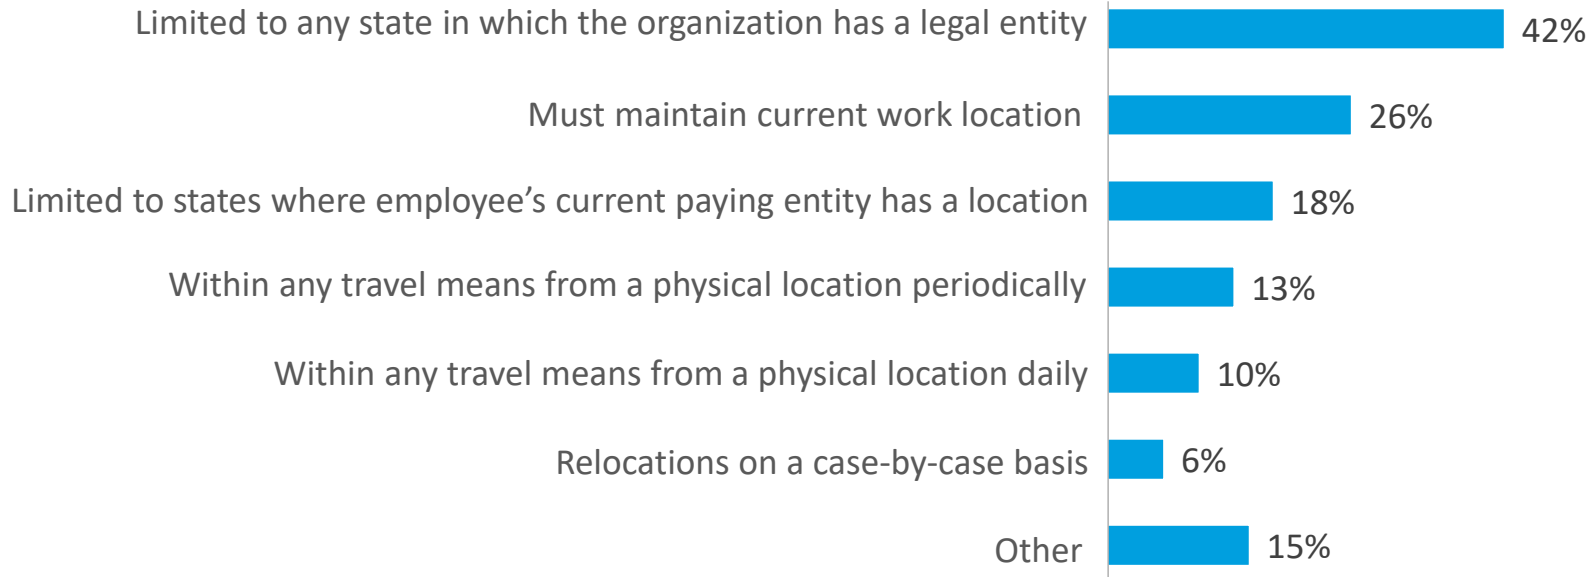 Limited to any state in which the organization has a legal entity 42%
Must maintain current work location 26%
Limited to states where employee’s current paying entity has a location 18%
Within any travel means from a physical location periodically 13%
Within any travel means from a physical location daily 10%
Relocations on a case-by-case basis 6%
Other 15%